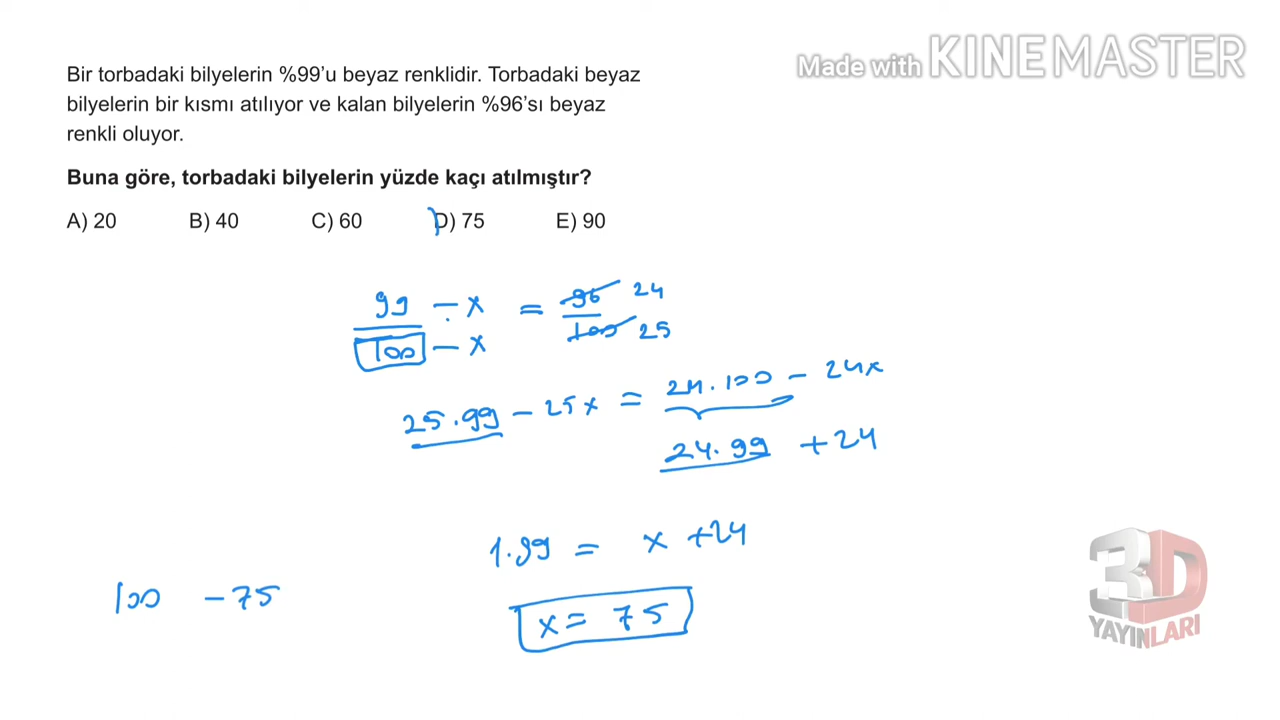 Made with KINEMASTER
Bir torbadaki bilyelerin %99'u beyaz renklidir. Torbadaki beyaz
bilyelerin bir kısmı atılıyor ve kalan bilyelerin %96'sı beyaz
renkli oluyor.
Buna göre, torbadaki bilyelerin yüzde kaçı atılmıştır?
A) 20 B) 40 C) 60 D) 75 E) 90
99 - x = 96 24
100 - x 100 25
25.99 - 25x = 24.100 - 24x
24.99 + 24
1.99 = x + 24
100 - 75
x = 75
3D
YAYINLARI